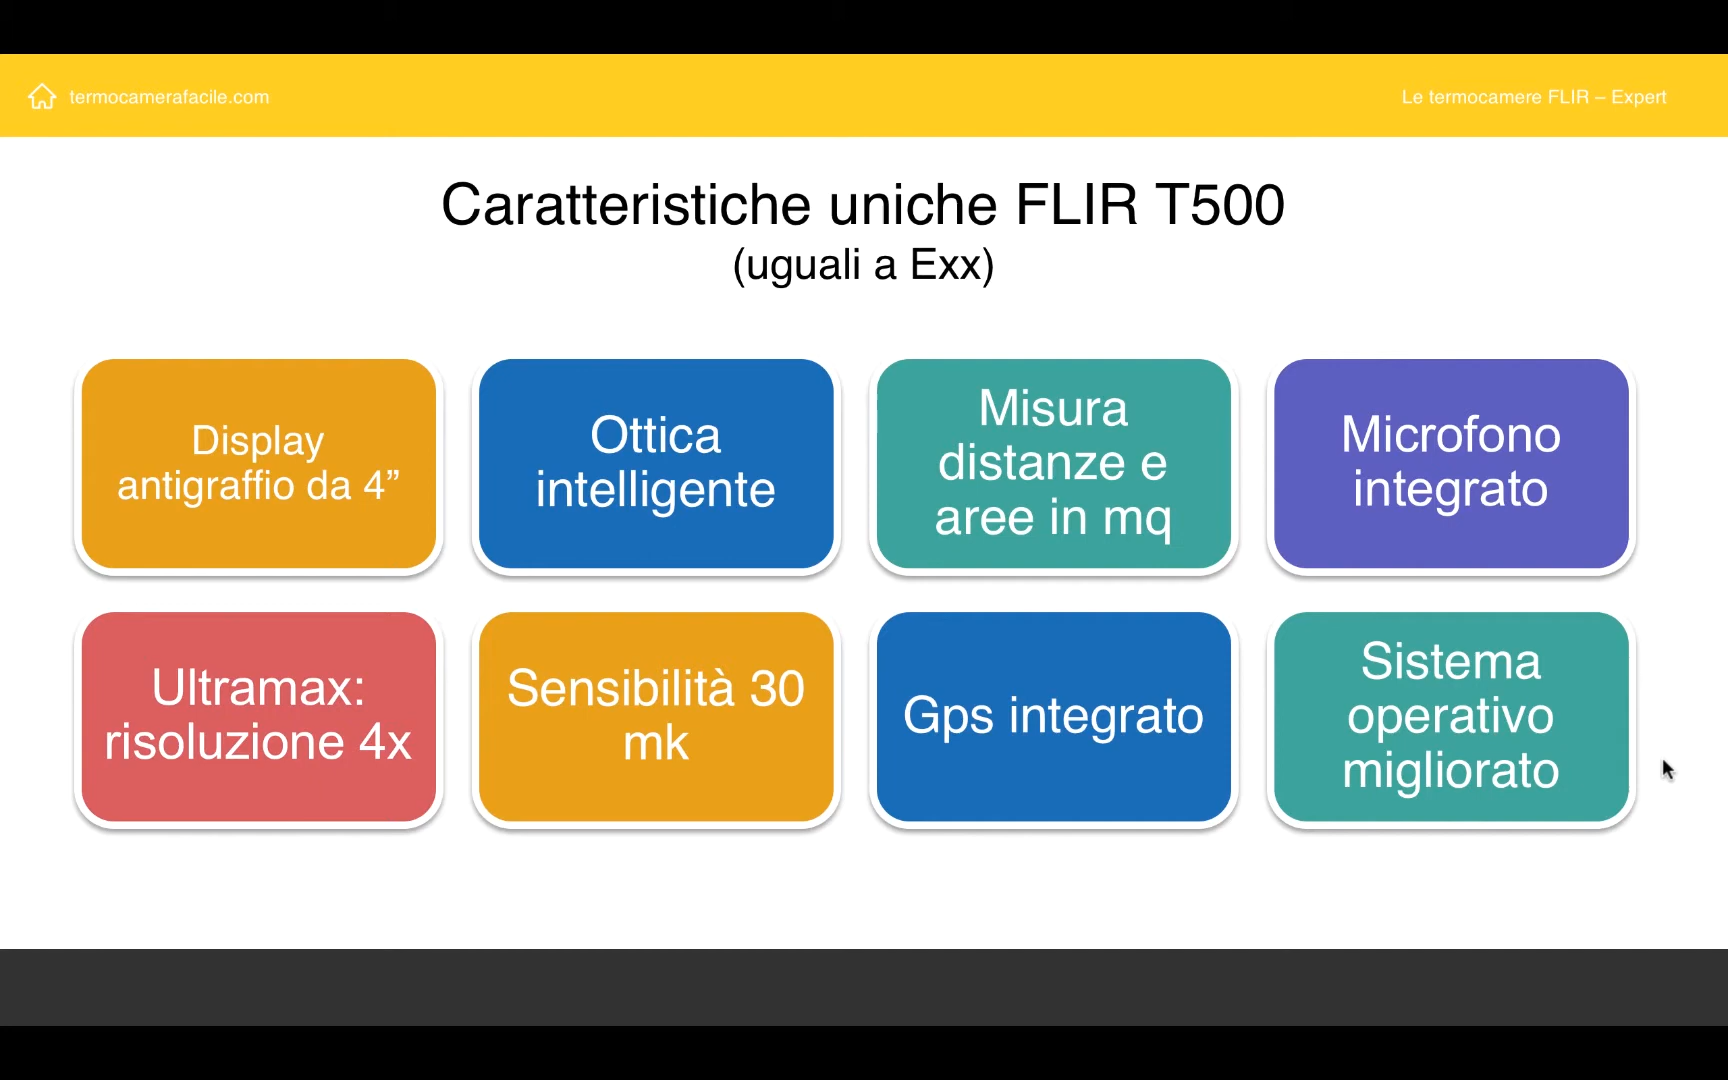 termocamerafacile.com
Le termocamere FLIR – Expert
Caratteristiche uniche FLIR T500
(uguali a Exx)
Display
antigraffio da 4”
Ottica
intelligente
Misura
distanze e
aree in mq
Microfono
integrato
Ultramax:
risoluzione 4x
Sensibilità 30
mk
Gps integrato
Sistema
operativo
migliorato